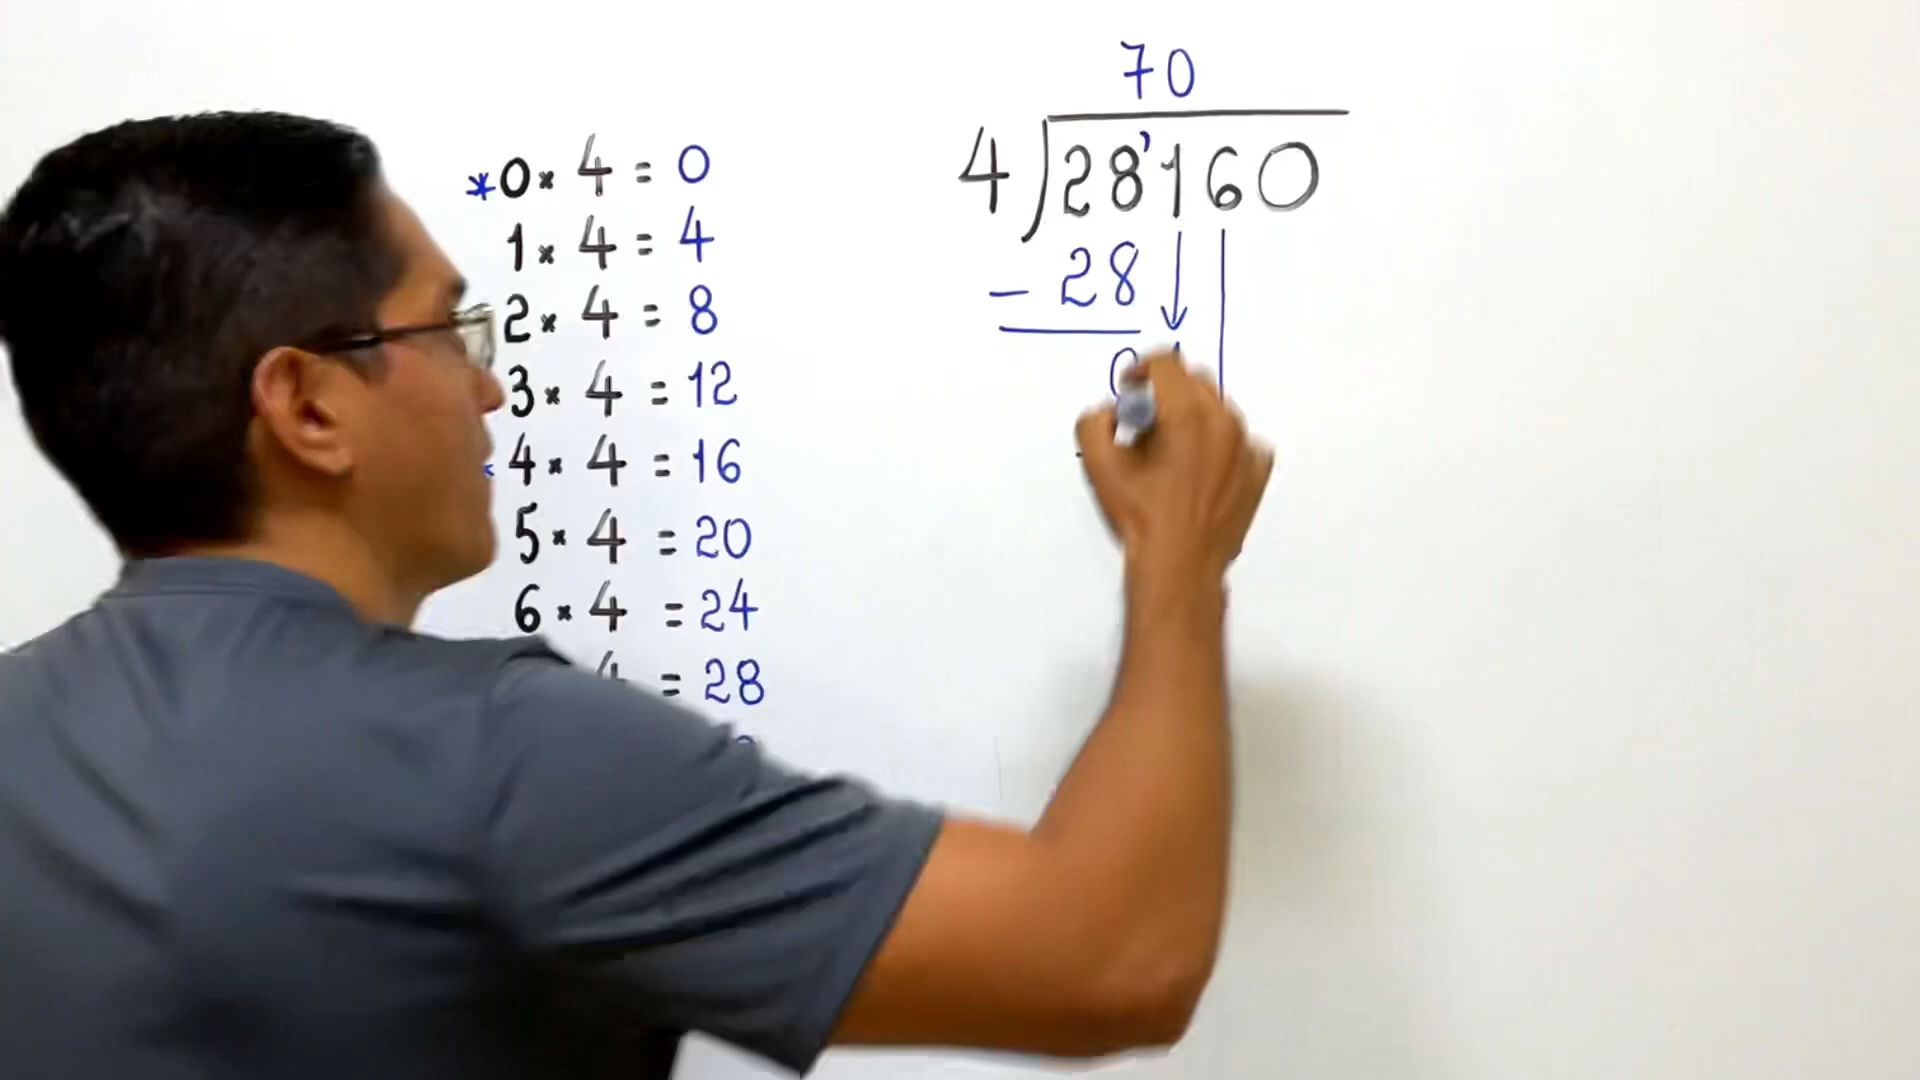 *0 × 4 = 0
1 × 4 = 4
2 × 4 = 8
3 × 4 = 12
4 × 4 = 16
5 × 4 = 20
6 × 4 = 24
4 = 28
70
4)28'160
- 28
0